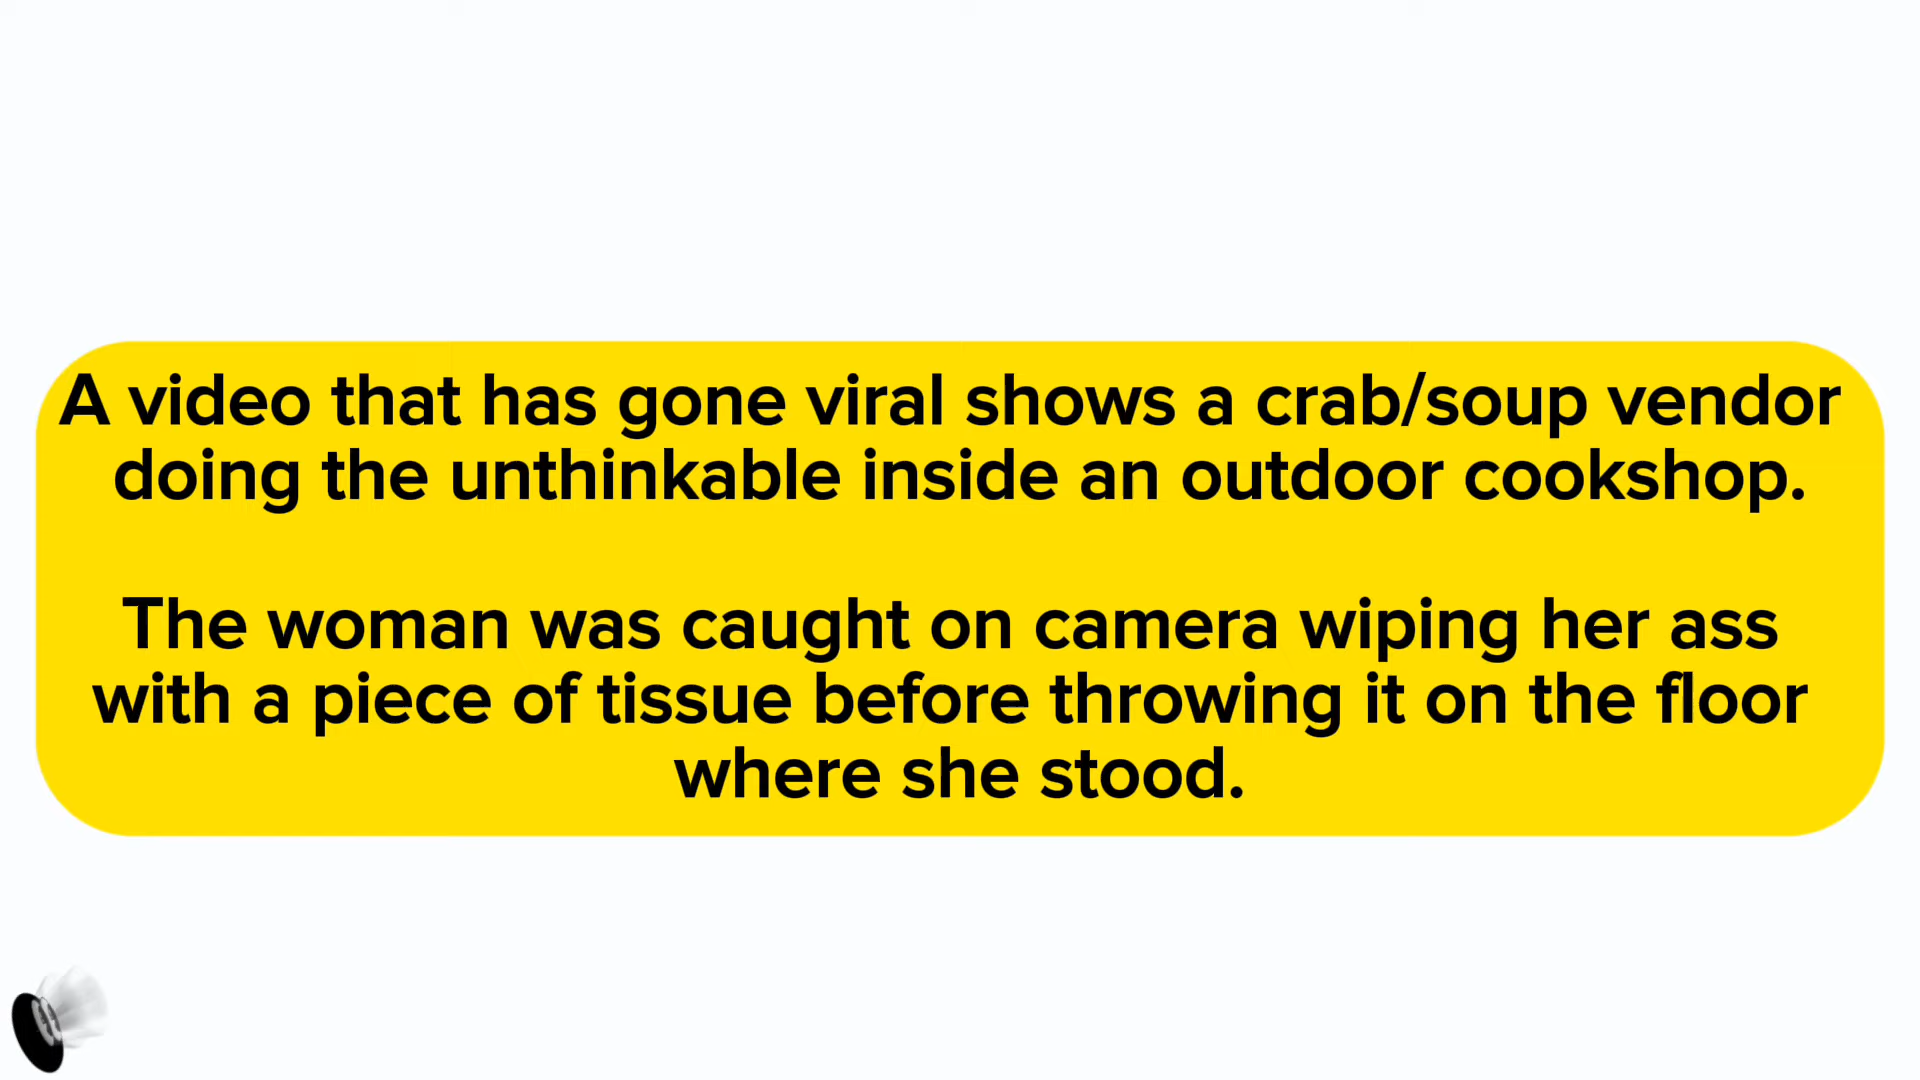 A video that has gone viral shows a crab/soup vendor
doing the unthinkable inside an outdoor cookshop.
The woman was caught on camera wiping her ass
with a piece of tissue before throwing it on the floor
where she stood.